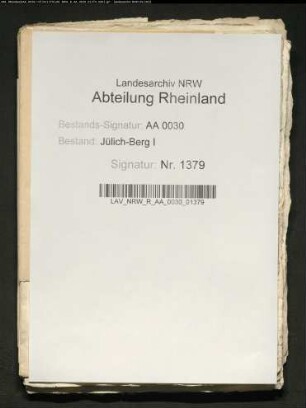 Landesarchiv NRW
Abteilung Rheinland
Bestands-Signatur: AA 0030
Bestand: Jülich-Berg I
Signatur: Nr. 1379
LAV_NRW_R_AA_0030_01379